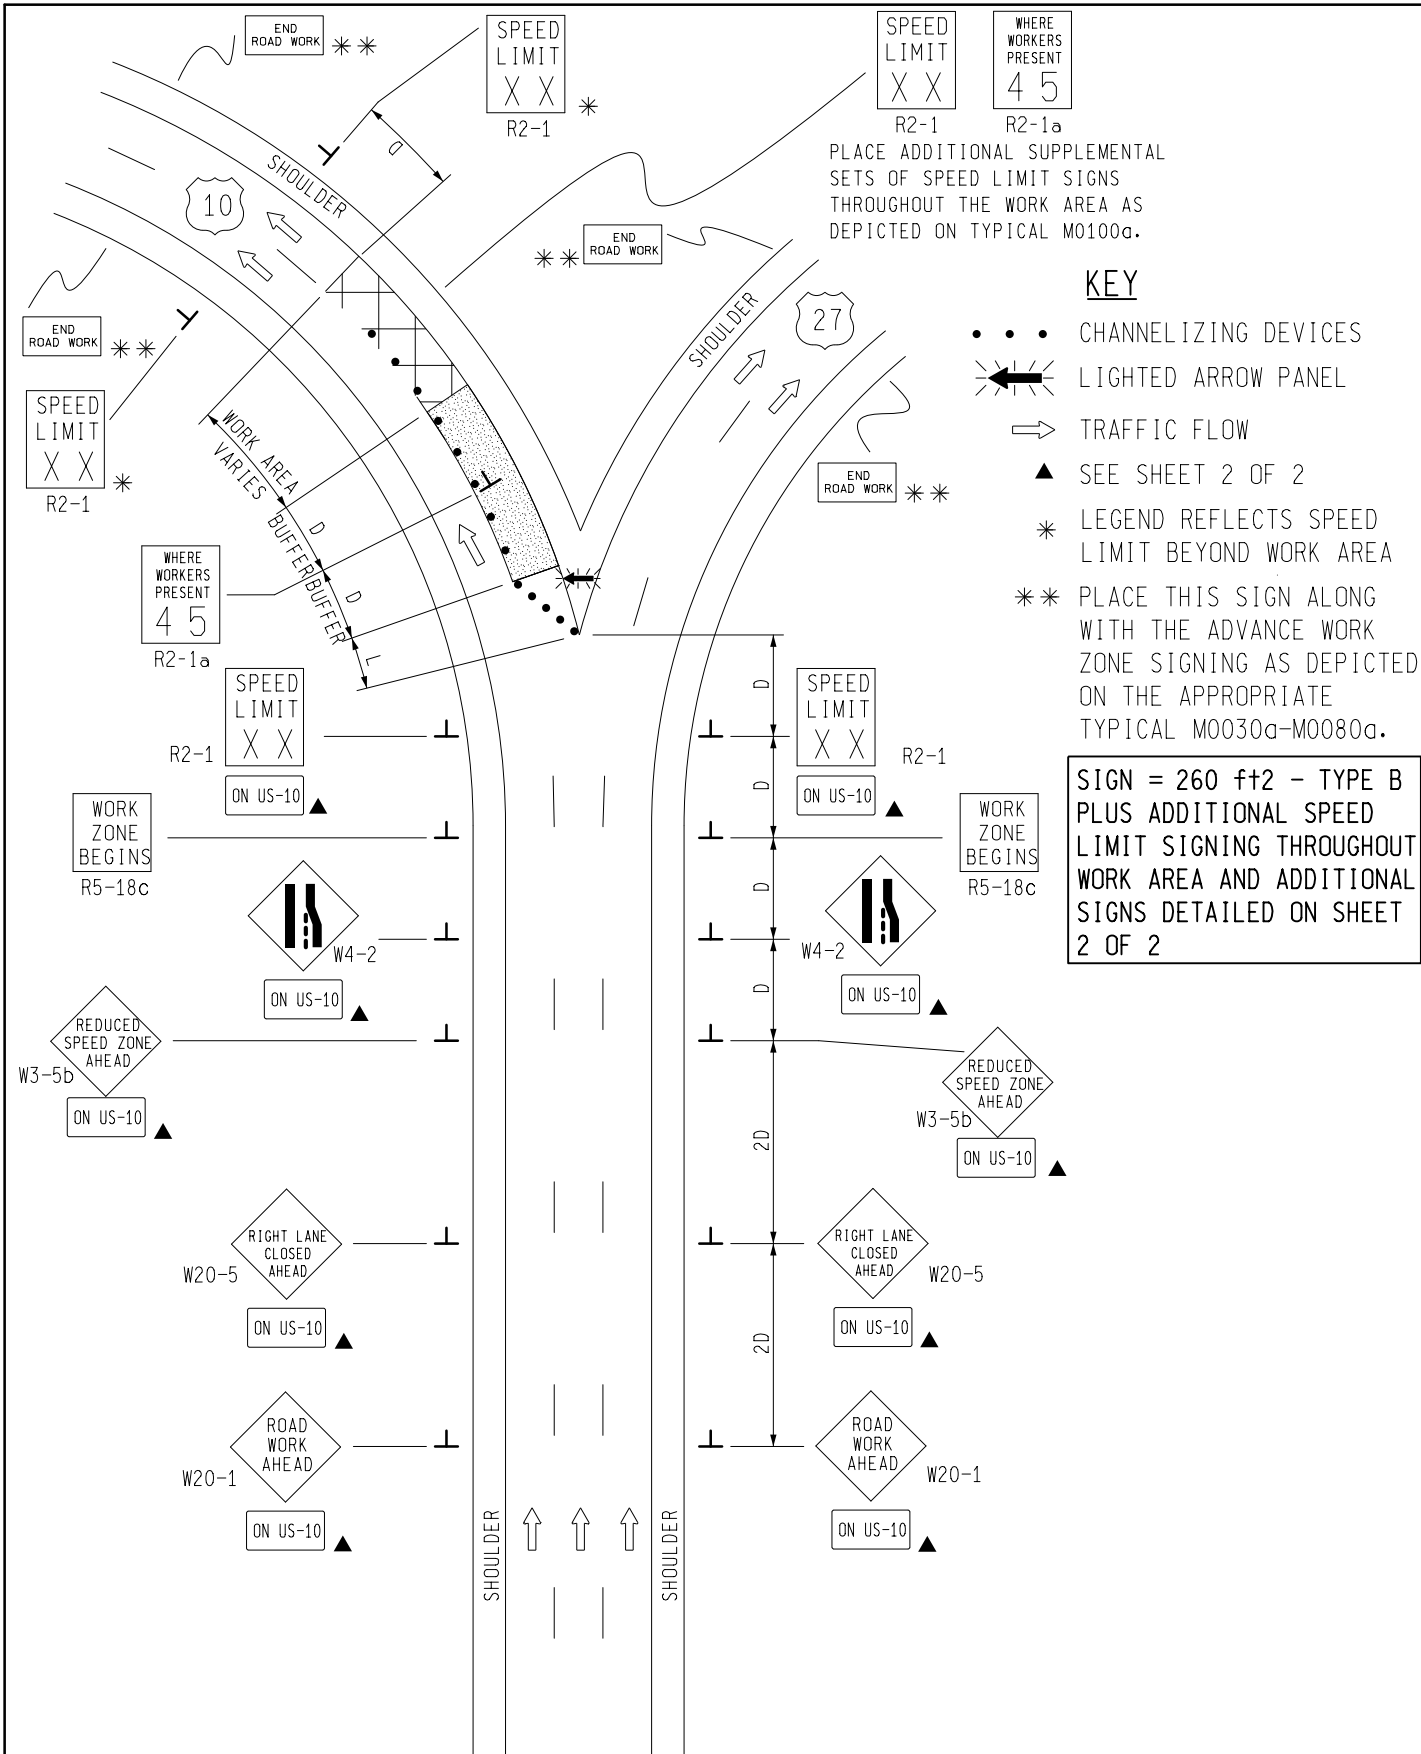 END
ROAD WORK
**
SPEED
LIMIT
X X
*
R2-1
SPEED
LIMIT
X X
R2-1
WHERE
WORKERS
PRESENT
4 5
R2-1a
PLACE ADDITIONAL SUPPLEMENTAL
SETS OF SPEED LIMIT SIGNS
THROUGHOUT THE WORK AREA AS
DEPICTED ON TYPICAL M0100a.
D
SHOULDER
10
END
ROAD WORK
**
SHOULDER
27
END
ROAD WORK
**
SPEED
LIMIT
X X
*
R2-1
WORK AREA
VARIES
D
BUFFER
D
BUFFER
L
END
ROAD WORK
**
KEY
CHANNELIZING DEVICES
LIGHTED ARROW PANEL
TRAFFIC FLOW
SEE SHEET 2 OF 2
* LEGEND REFLECTS SPEED
LIMIT BEYOND WORK AREA
** PLACE THIS SIGN ALONG
WITH THE ADVANCE WORK
ZONE SIGNING AS DEPICTED
ON THE APPROPRIATE
TYPICAL M0030a-M0080a.
SIGN = 260 ft2 - TYPE B
PLUS ADDITIONAL SPEED
LIMIT SIGNING THROUGHOUT
WORK AREA AND ADDITIONAL
SIGNS DETAILED ON SHEET
2 OF 2
WHERE
WORKERS
PRESENT
4 5
R2-1a
SPEED
LIMIT
X X
R2-1
ON US-10
D
SPEED
LIMIT
X X
R2-1
ON US-10
WORK
ZONE
BEGINS
R5-18c
D
WORK
ZONE
BEGINS
R5-18c
W4-2
ON US-10
D
W4-2
ON US-10
D
REDUCED
SPEED ZONE
AHEAD
W3-5b
ON US-10
REDUCED
SPEED ZONE
AHEAD
W3-5b
ON US-10
2D
RIGHT LANE
CLOSED
AHEAD
W20-5
ON US-10
RIGHT LANE
CLOSED
AHEAD
W20-5
ON US-10
2D
ROAD
WORK
AHEAD
W20-1
ON US-10
ROAD
WORK
AHEAD
W20-1
ON US-10
SHOULDER
SHOULDER